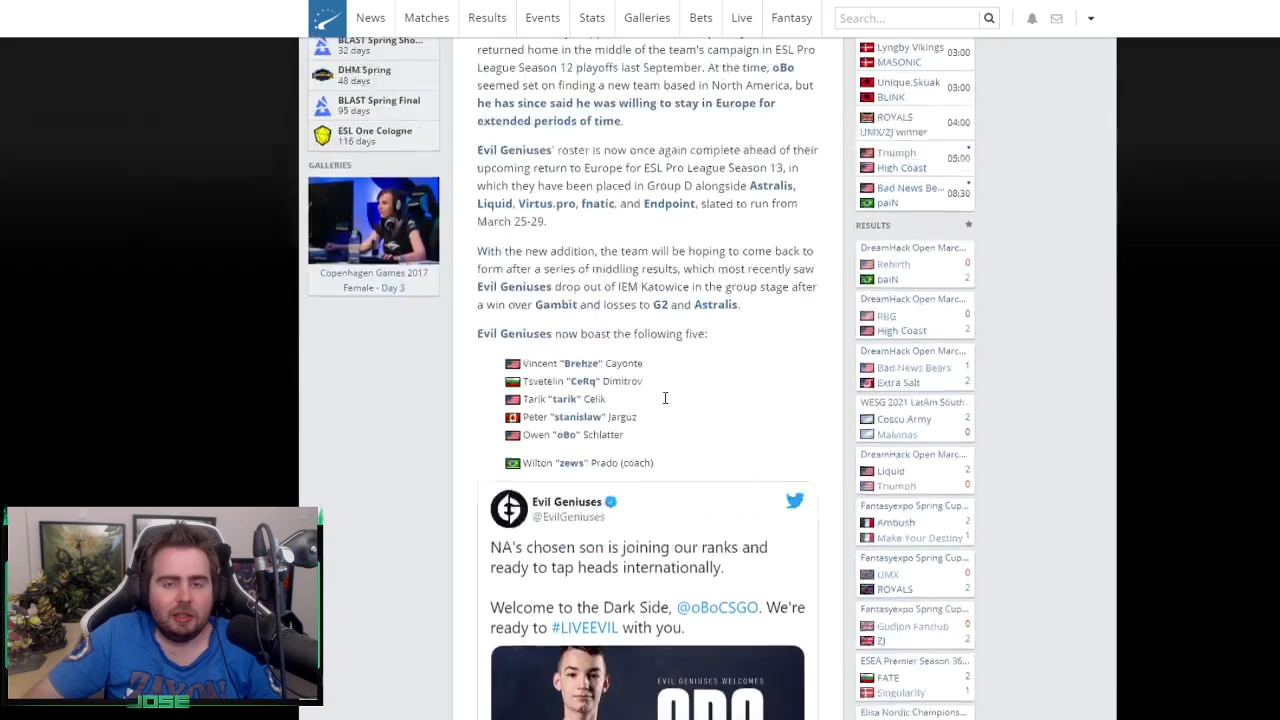 News Matches Results Events Stats Galleries Bets Live Fantasy Search...
BLAST Spring Sho...
32 days
DHM Spring
48 days
BLAST Spring Final
95 days
ESL One Cologne
116 days
GALLERIES
Copenhagen Games 2017
Female - Day 3
returned home in the middle of the team's campaign in ESL Pro
League Season 12 playoffs last September. At the time, oBo
seemed set on finding a new team based in North America, but
he has since said he was willing to stay in Europe for
extended periods of time.
Evil Geniuses' roster is now once again complete ahead of their
upcoming return to Europe for ESL Pro League Season 13, in
which they have been placed in Group D alongside Astralis,
Liquid, Virtus.pro, fnatic, and Endpoint, slated to run from
March 25-29.
With the new addition, the team will be hoping to come back to
form after a series of middling results, which most recently saw
Evil Geniuses drop out of IEM Katowice in the group stage after
a win over Gambit and losses to G2 and Astralis.
Evil Geniuses now boast the following five:
Vincent "Brehze" Cayonte
Tsvetelin "CeRq" Dimitrov
Tarik "tarik" Celik
Peter "stanislaw" Jarguz
Owen "oBo" Schlatter
Wilton "zews" Prado (coach)
Evil Geniuses
@EvilGeniuses
NA's chosen son is joining our ranks and
ready to tap heads internationally.
Welcome to the Dark Side, @oBoCSGO. We're
ready to #LIVEEVIL with you.
EVIL GENIUSES WELCOMES
OBO
Lyngby Vikings
MASONIC
03:00
Unique.Skuak
BLINK
03:00
ROYALS
UMX/ZJ winner
04:00
Triumph
High Coast
05:00
Bad News Be...
paiN
08:30
RESULTS
DreamHack Open Marc...
Rebirth 0
paiN 2
DreamHack Open Marc...
RBG 0
High Coast 2
DreamHack Open Marc...
Bad News Bears 1
Extra Salt 2
WESG 2021 LatAm South...
Coscu Army 2
Malvinas 0
DreamHack Open Marc...
Liquid 2
Triumph 0
Fantasyexpo Spring Cup...
Ambush 2
Make Your Destiny 1
Fantasyexpo Spring Cup...
UMX 0
ROYALS 2
Fantasyexpo Spring Cup...
Gudjon Fanclub 0
ZJ 2
ESEA Premier Season 36...
FATE 2
Singularity 1
Elisa Nordic Champions...
JOSE